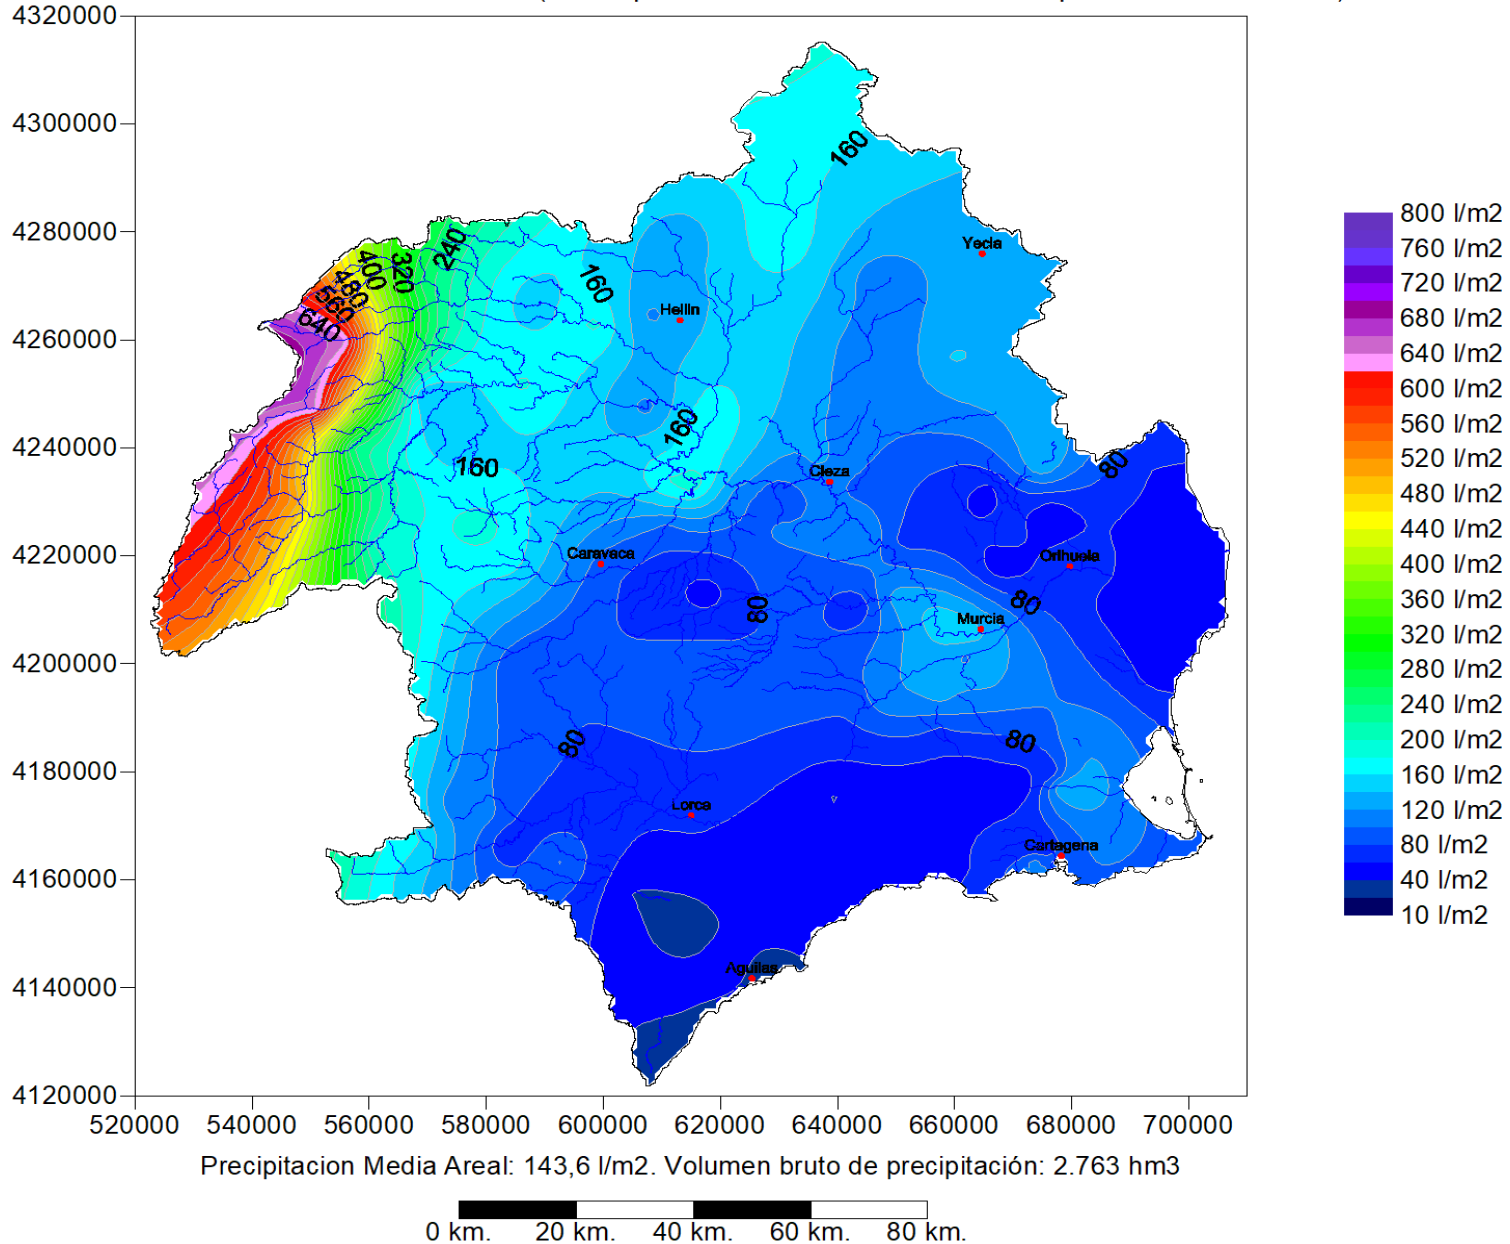 4320000
4300000
4280000
4260000
4240000
4220000
4200000
4180000
4160000
4140000
4120000
520000 540000 560000 580000 600000 620000 640000 660000 680000 700000
160
240
320
400
480
560
640
160
160
160
80
80
80
80
80
Yecla
Hellin
Cieza
Caravaca
Orihuela
Murcia
Lorca
Cartagena
Aguilas
800 l/m2
760 l/m2
720 l/m2
680 l/m2
640 l/m2
600 l/m2
560 l/m2
520 l/m2
480 l/m2
440 l/m2
400 l/m2
360 l/m2
320 l/m2
280 l/m2
240 l/m2
200 l/m2
160 l/m2
120 l/m2
80 l/m2
40 l/m2
10 l/m2
Precipitacion Media Areal: 143,6 l/m2. Volumen bruto de precipitación: 2.763 hm3
0 km. 20 km. 40 km. 60 km. 80 km.